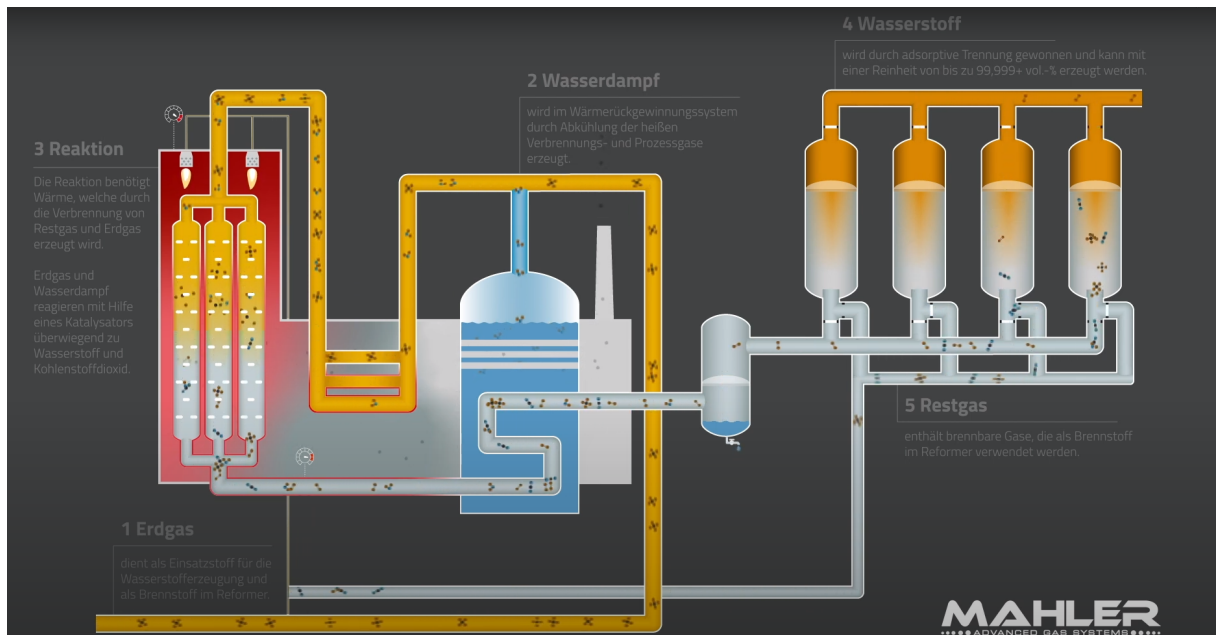 4 Wasserstoff
wird durch adsorptive Trennung gewonnen und kann mit
einer Reinheit von bis zu 99,999+ vol.-% erzeugt werden.
2 Wasserdampf
wird im Wärmerückgewinnungssystem
durch Abkühlung der heißen
Verbrennungs- und Prozessgase
erzeugt.
3 Reaktion
Die Reaktion benötigt
Wärme, welche durch
die Verbrennung von
Restgas und Erdgas
erzeugt wird.
Erdgas und
Wasserdampf
reagieren mit Hilfe
eines Katalysators
überwiegend zu
Wasserstoff und
Kohlenstoffdioxid.
5 Restgas
enthält brennbare Gase, die als Brennstoff
im Reformer verwendet werden.
1 Erdgas
dient als Einsatzstoff für die
Wasserstofferzeugung und
als Brennstoff im Reformer.
MAHLER
ADVANCED GAS SYSTEMS